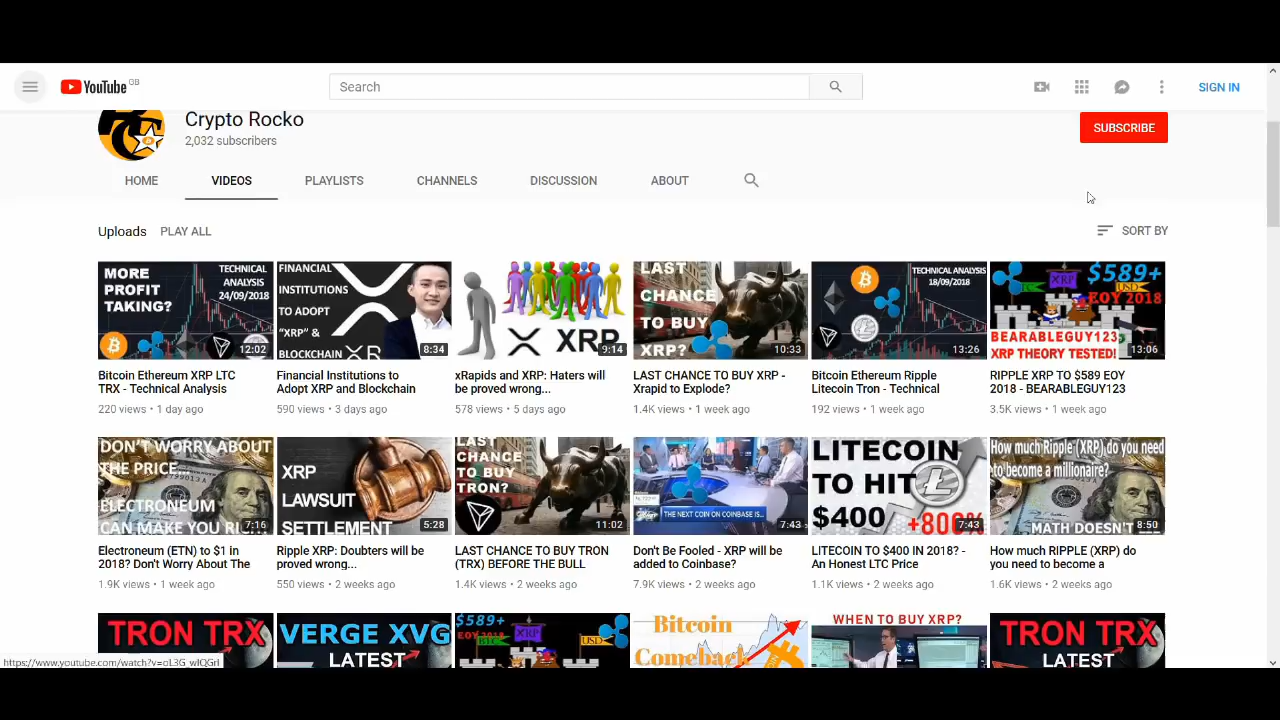 YouTube GB
Search
SIGN IN
Crypto Rocko
2,032 subscribers
SUBSCRIBE
HOME
VIDEOS
PLAYLISTS
CHANNELS
DISCUSSION
ABOUT
Uploads
PLAY ALL
SORT BY
MORE
PROFIT
TAKING?
TECHNICAL
ANALYSIS
24/09/2018
12:02
FINANCIAL
INSTITUTIONS
TO ADOPT
"XRP" &
BLOCKCHAIN
8:34
XRP
9:14
LAST
CHANCE
TO BUY
XRP?
10:33
TECHNICAL ANALYSIS
18/09/2018
13:26
$589+
XRP
USD
EOY 2018
BEARABLEGUY123
XRP THEORY TESTED!
13:06
Bitcoin Ethereum XRP LTC
TRX - Technical Analysis
220 views • 1 day ago
Financial Institutions to
Adopt XRP and Blockchain
590 views • 3 days ago
xRapids and XRP: Haters will
be proved wrong...
578 views • 5 days ago
LAST CHANCE TO BUY XRP -
Xrapid to Explode?
1.4K views • 1 week ago
Bitcoin Ethereum Ripple
Litecoin Tron - Technical
192 views • 1 week ago
RIPPLE XRP TO $589 EOY
2018 - BEARABLEGUY123
3.5K views • 1 week ago
DON'T WORRY ABOUT
THE PRICE...
ELECTRONEUM
CAN MAKE YOU
7:16
XRP
LAWSUIT
SETTLEMENT
5:28
LAST
CHANCE
TO BUY
TRON?
11:02
THE NEXT COIN ON COINBASE IS...
7:43
LITECOIN
TO HIT
$400
+800%
7:43
How much Ripple (XRP) do you need
to become a millionaire?
MATH DOESN'T
8:50
Electroneum (ETN) to $1 in
2018? Don't Worry About The
1.9K views • 1 week ago
Ripple XRP: Doubters will be
proved wrong...
550 views • 2 weeks ago
LAST CHANCE TO BUY TRON
(TRX) BEFORE THE BULL
1.4K views • 2 weeks ago
Don't Be Fooled - XRP will be
added to Coinbase?
7.9K views • 2 weeks ago
LITECOIN TO $400 IN 2018? -
An Honest LTC Price
1.1K views • 2 weeks ago
How much RIPPLE (XRP) do
you need to become a
1.6K views • 2 weeks ago
TRON TRX
LATEST
VERGE XVG
LATEST
$589+
EOY 2018
BTC
XRP
USD
Bitcoin
Comeback
WHEN TO BUY XRP?
TRON TRX
LATEST